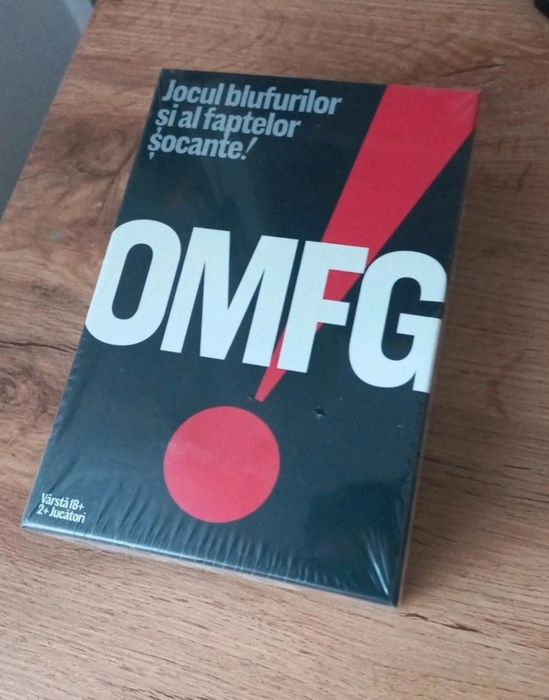 Jocul blufurilor
și al faptelor
șocante!
OMFG
Vârstă 18+
2+ Jucători